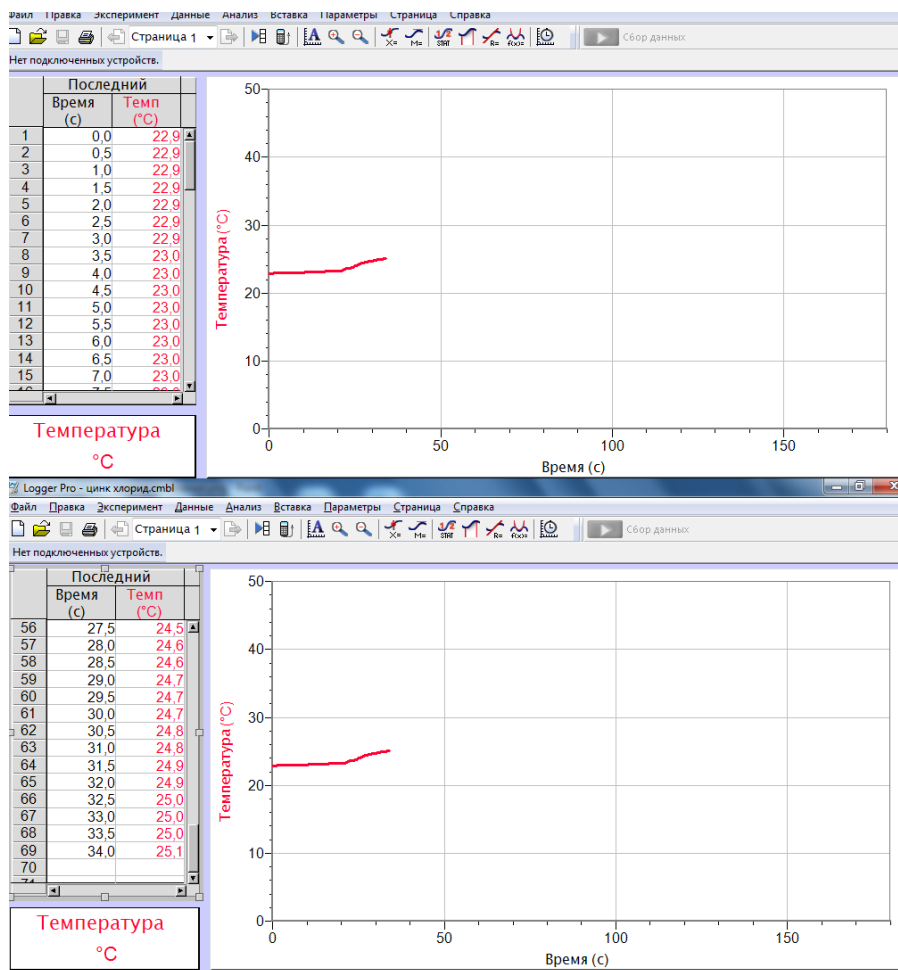 Файл Правка Эксперимент Данные Анализ Вставка Параметры Страница Справка
Страница 1 X= M= STAT R= f(x)= Сбор данных
Нет подключенных устройств.
Последний
Время Темп
(с) (°C)
1 0,0 22,9
2 0,5 22,9
3 1,0 22,9
4 1,5 22,9
5 2,0 22,9
6 2,5 22,9
7 3,0 22,9
8 3,5 23,0
9 4,0 23,0
10 4,5 23,0
11 5,0 23,0
12 5,5 23,0
13 6,0 23,0
14 6,5 23,0
15 7,0 23,0
Температура
°C
50
40
30
20
10
0
Температура (°C)
0 50 100 150
Время (с)
Logger Pro - цинк хлорид.cmbl
Файл Правка Эксперимент Данные Анализ Вставка Параметры Страница Справка
Страница 1 X= M= STAT R= f(x)= Сбор данных
Нет подключенных устройств.
Последний
Время Темп
(с) (°C)
56 27,5 24,5
57 28,0 24,6
58 28,5 24,6
59 29,0 24,7
60 29,5 24,7
61 30,0 24,7
62 30,5 24,8
63 31,0 24,8
64 31,5 24,9
65 32,0 24,9
66 32,5 25,0
67 33,0 25,0
68 33,5 25,0
69 34,0 25,1
70
Температура
°C
50
40
30
20
10
0
Температура (°C)
0 50 100 150
Время (с)